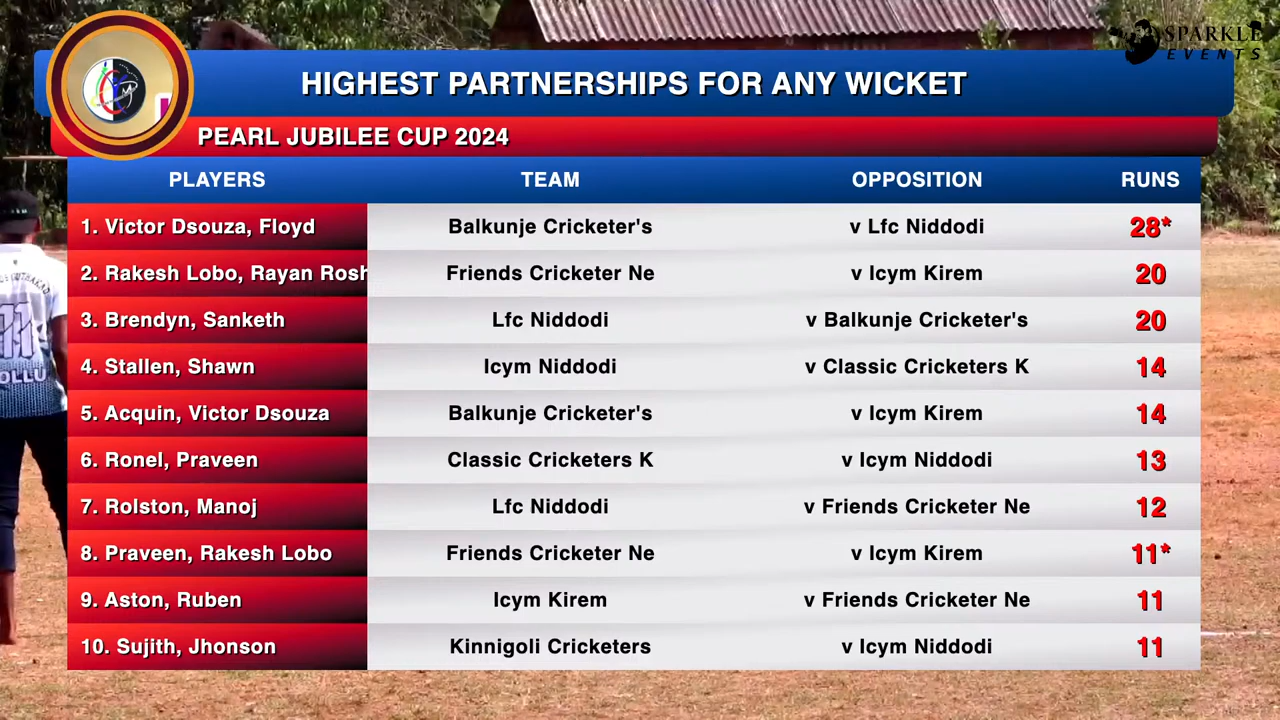 SPARKLE
EVENTS
HIGHEST PARTNERSHIPS FOR ANY WICKET
PEARL JUBILEE CUP 2024
PLAYERS TEAM OPPOSITION RUNS
1. Victor Dsouza, Floyd Balkunje Cricketer's v Lfc Niddodi 28*
2. Rakesh Lobo, Rayan Rosh Friends Cricketer Ne v Icym Kirem 20
3. Brendyn, Sanketh Lfc Niddodi v Balkunje Cricketer's 20
4. Stallen, Shawn Icym Niddodi v Classic Cricketers K 14
5. Acquin, Victor Dsouza Balkunje Cricketer's v Icym Kirem 14
6. Ronel, Praveen Classic Cricketers K v Icym Niddodi 13
7. Rolston, Manoj Lfc Niddodi v Friends Cricketer Ne 12
8. Praveen, Rakesh Lobo Friends Cricketer Ne v Icym Kirem 11*
9. Aston, Ruben Icym Kirem v Friends Cricketer Ne 11
10. Sujith, Jhonson Kinnigoli Cricketers v Icym Niddodi 11
11